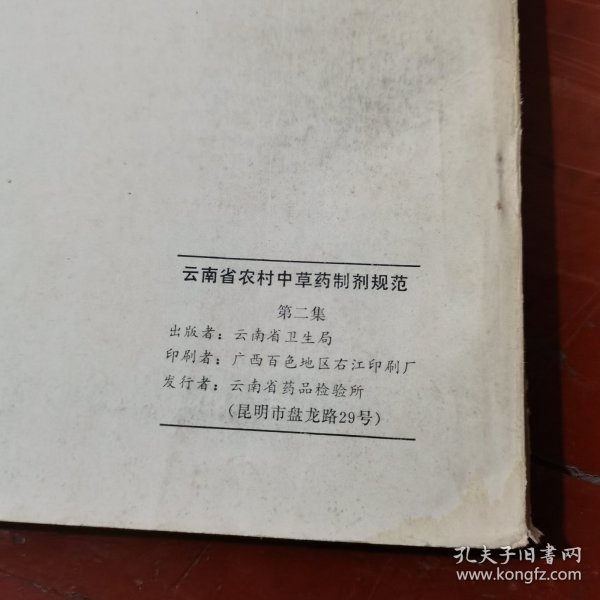 云南省农村中草药制剂规范
第二集
出版者：云南省卫生局
印刷者：广西百色地区右江印刷厂
发行者：云南省药品检验所
（昆明市盘龙路29号）
孔夫子旧书网
www.kongfz.com